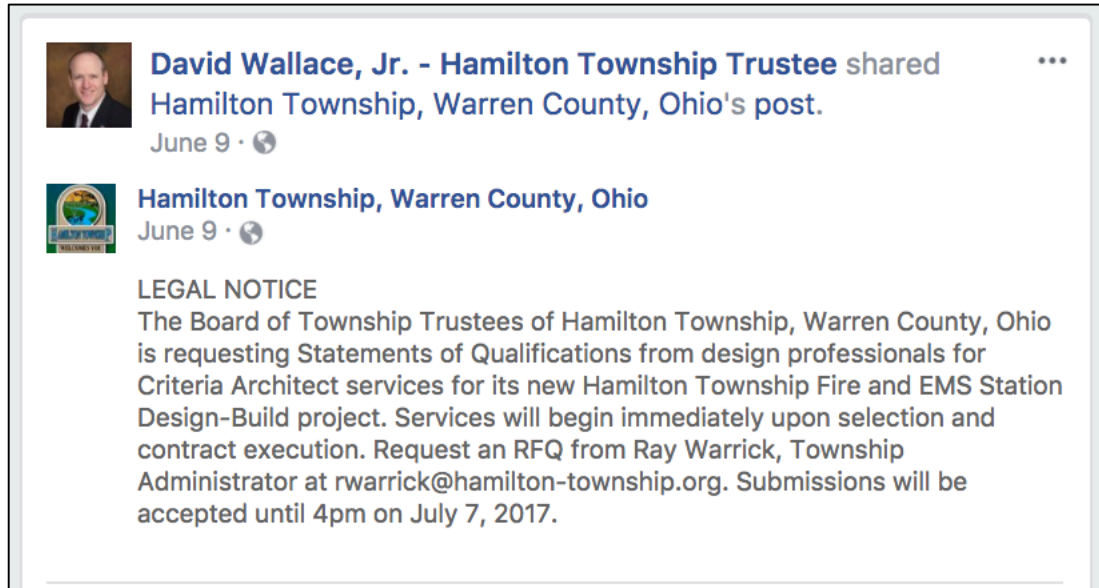 David Wallace, Jr. - Hamilton Township Trustee shared
Hamilton Township, Warren County, Ohio's post.
June 9 ·
HAMILTON TOWNSHIP
WELCOMES YOU
Hamilton Township, Warren County, Ohio
June 9 ·
LEGAL NOTICE
The Board of Township Trustees of Hamilton Township, Warren County, Ohio
is requesting Statements of Qualifications from design professionals for
Criteria Architect services for its new Hamilton Township Fire and EMS Station
Design-Build project. Services will begin immediately upon selection and
contract execution. Request an RFQ from Ray Warrick, Township
Administrator at rwarrick@hamilton-township.org. Submissions will be
accepted until 4pm on July 7, 2017.